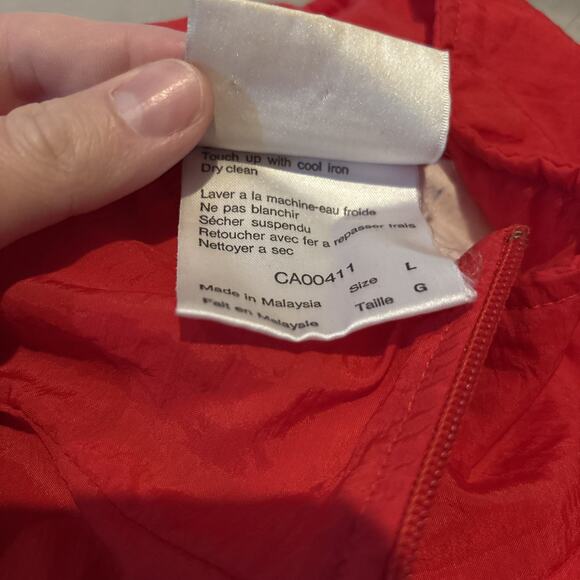 Touch up with cool iron
Dry clean
Laver a la machine-eau froide
Ne pas blanchir
Sécher suspendu
Retoucher avec fer a repasser frais
Nettoyer a sec
CA00411
Made in Malaysia Size L
Fait en Malaysie Taille G